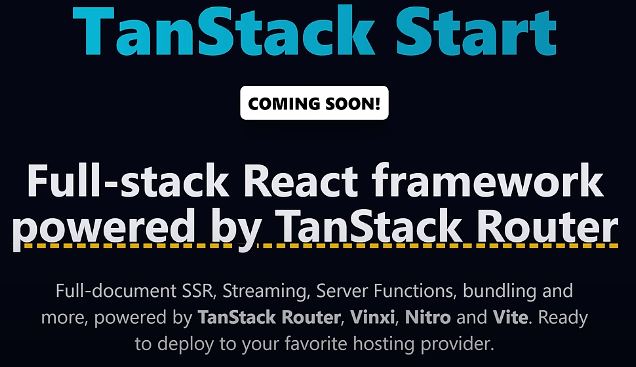 TanStack Start
COMING SOON!
Full-stack React framework
powered by TanStack Router
Full-document SSR, Streaming, Server Functions, bundling and
more, powered by TanStack Router, Vinxi, Nitro and Vite. Ready
to deploy to your favorite hosting provider.